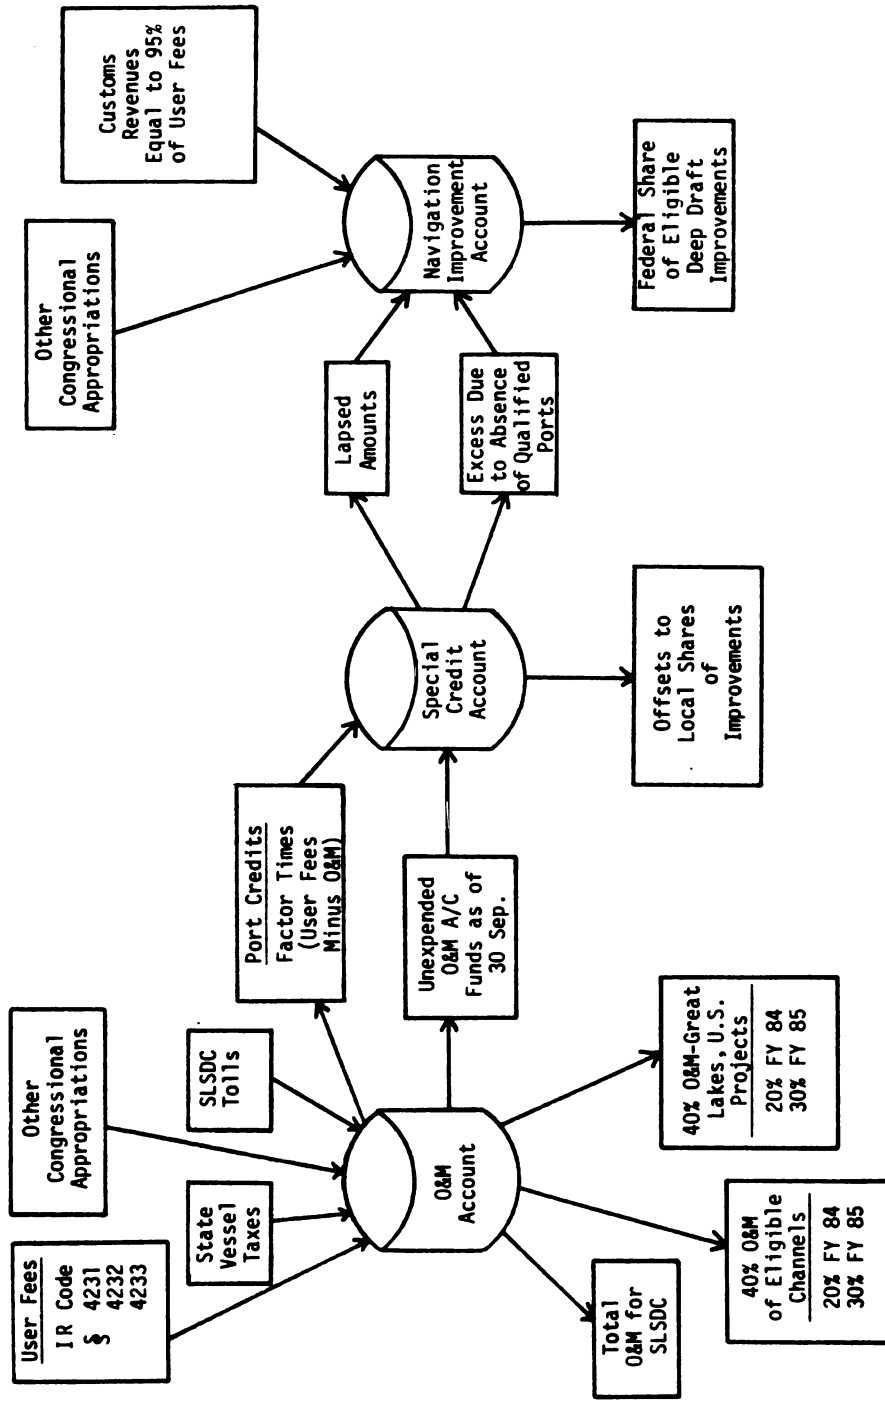 User Fees
IR Code
§ 4231
4232
4233
State
Vessel
Taxes
Other
Congressional
Appropriations
SLSDC
Tolls
O&M
Account
Total
O&M for
SLSDC
40% O&M
of Eligible
Channels
20% FY 84
30% FY 85
40% O&M-Great
Lakes, U.S.
Projects
20% FY 84
30% FY 85
Port Credits
Factor Times
(User Fees
Minus O&M)
Unexpended
O&M A/C
Funds as of
30 Sep.
Special
Credit
Account
Offsets to
Local Shares
of
Improvements
Lapsed
Amounts
Excess Due
to Absence
of Qualified
Ports
Other
Congressional
Appropriations
Customs
Revenues
Equal to 95%
of User Fees
Navigation
Improvement
Account
Federal Share
of Eligible
Deep Draft
Improvements